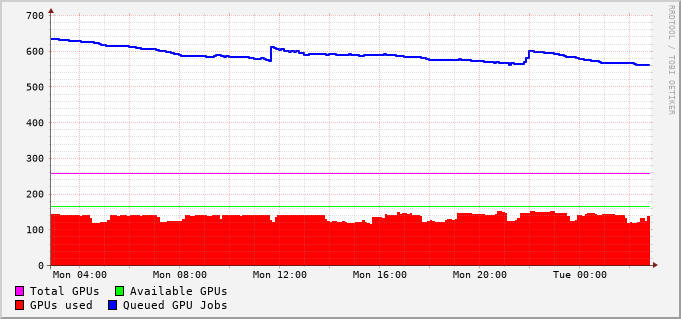 700
600
500
400
300
200
100
0
Mon 04:00 Mon 08:00 Mon 12:00 Mon 16:00 Mon 20:00 Tue 00:00
Total GPUs Available GPUs
GPUs used Queued GPU Jobs
RRDTOOL / TOBI OETIKER